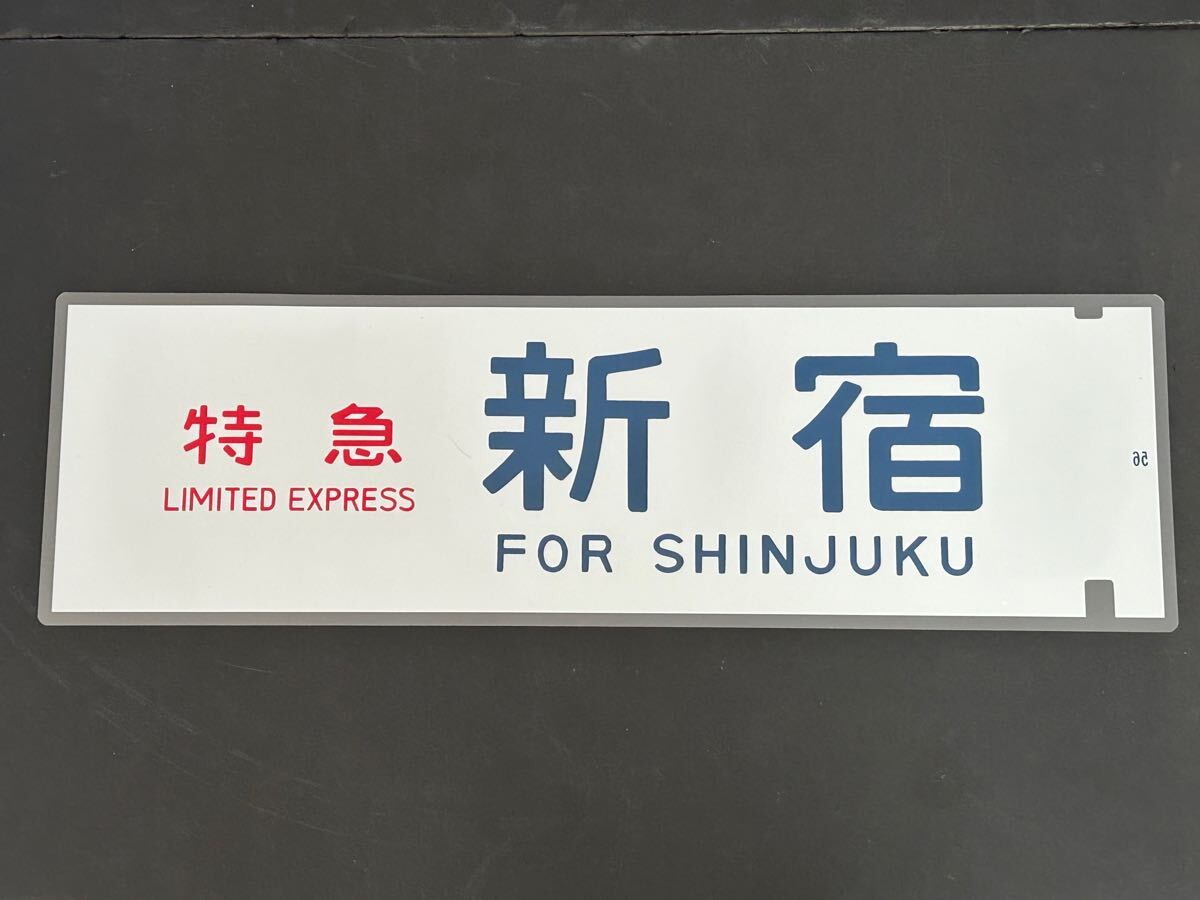 特急
LIMITED EXPRESS
新宿
FOR SHINJUKU
56